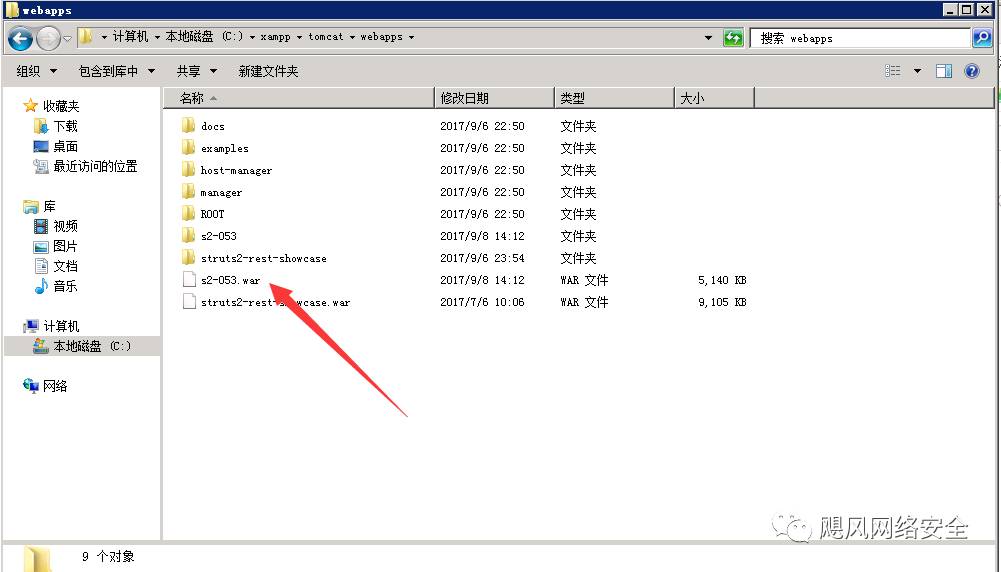 webapps
计算机 本地磁盘 (C:) xampp tomcat webapps 搜索 webapps
组织 包含到库中 共享 新建文件夹
收藏夹
下载
桌面
最近访问的位置
库
视频
图片
文档
音乐
计算机
本地磁盘 (C:)
网络
名称 修改日期 类型 大小
docs 2017/9/6 22:50 文件夹
examples 2017/9/6 22:50 文件夹
host-manager 2017/9/6 22:50 文件夹
manager 2017/9/6 22:50 文件夹
ROOT 2017/9/6 22:50 文件夹
s2-053 2017/9/8 14:12 文件夹
struts2-rest-showcase 2017/9/6 23:54 文件夹
s2-053.war 2017/9/8 14:12 WAR 文件 5,140 KB
struts2-rest-showcase.war 2017/7/6 10:06 WAR 文件 9,105 KB
飓风网络安全
9 个对象